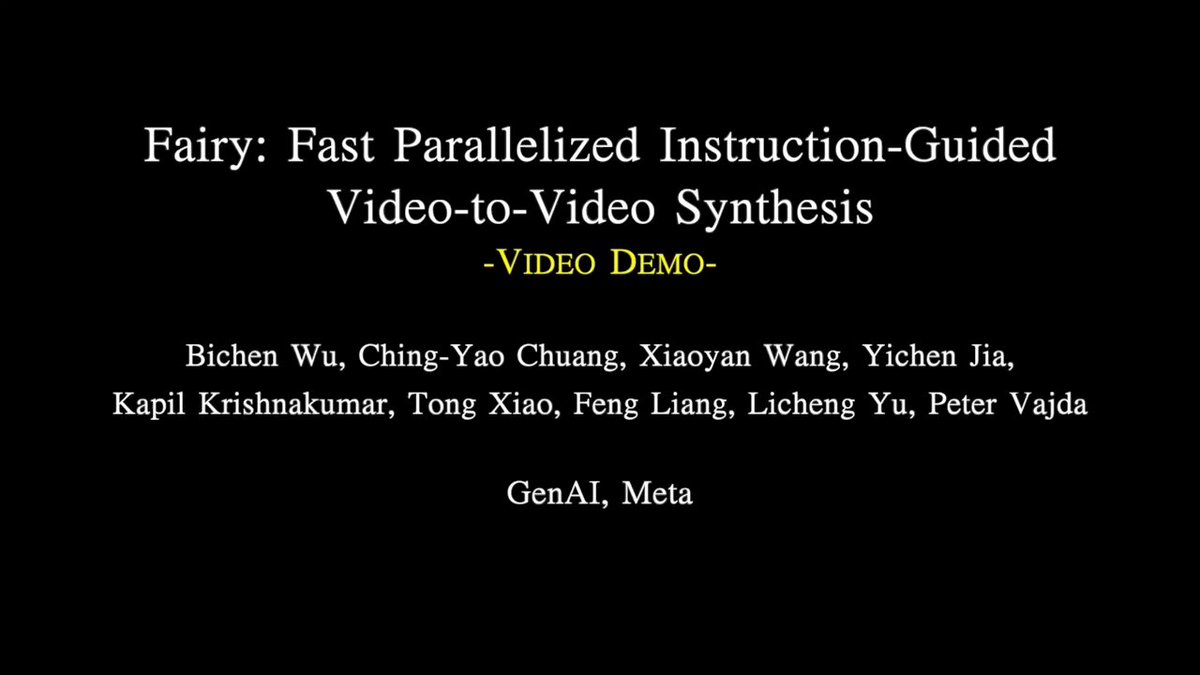 Fairy: Fast Parallelized Instruction-Guided
Video-to-Video Synthesis
-VIDEO DEMO-
Bichen Wu, Ching-Yao Chuang, Xiaoyan Wang, Yichen Jia,
Kapil Krishnakumar, Tong Xiao, Feng Liang, Licheng Yu, Peter Vajda
GenAI, Meta